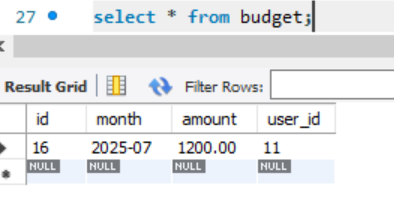 27 select * from budget;
Result Grid Filter Rows:
id month amount user_id
16 2025-07 1200.00 11
NULL NULL NULL NULL